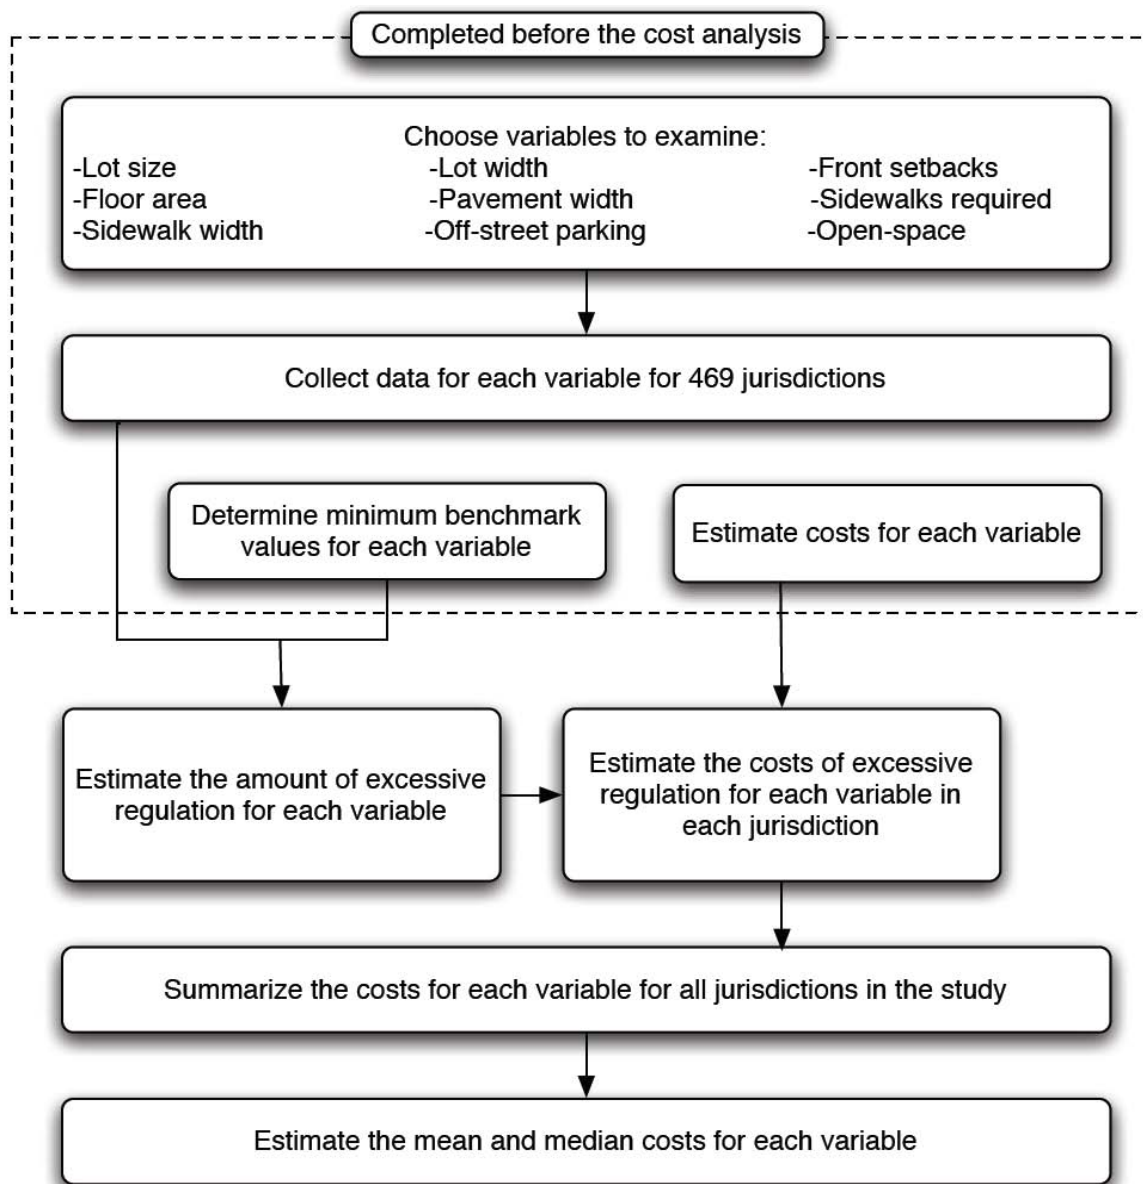 Completed before the cost analysis
Choose variables to examine:
-Lot size
-Lot width
-Front setbacks
-Floor area
-Pavement width
-Sidewalks required
-Sidewalk width
-Off-street parking
-Open-space
Collect data for each variable for 469 jurisdictions
Determine minimum benchmark
values for each variable
Estimate costs for each variable
Estimate the amount of excessive
regulation for each variable
Estimate the costs of excessive
regulation for each variable in
each jurisdiction
Summarize the costs for each variable for all jurisdictions in the study
Estimate the mean and median costs for each variable